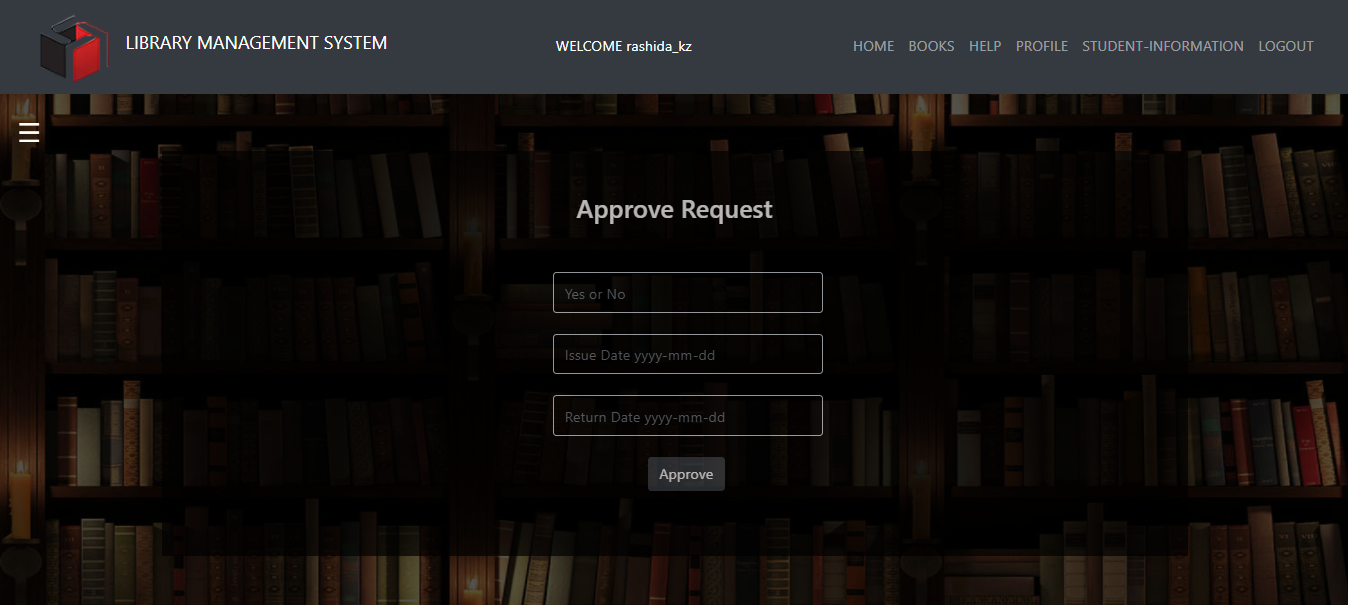 LIBRARY MANAGEMENT SYSTEM
WELCOME rashida_kz
HOME BOOKS HELP PROFILE STUDENT-INFORMATION LOGOUT
☰
Approve Request
Yes or No
Issue Date yyyy-mm-dd
Return Date yyyy-mm-dd
Approve